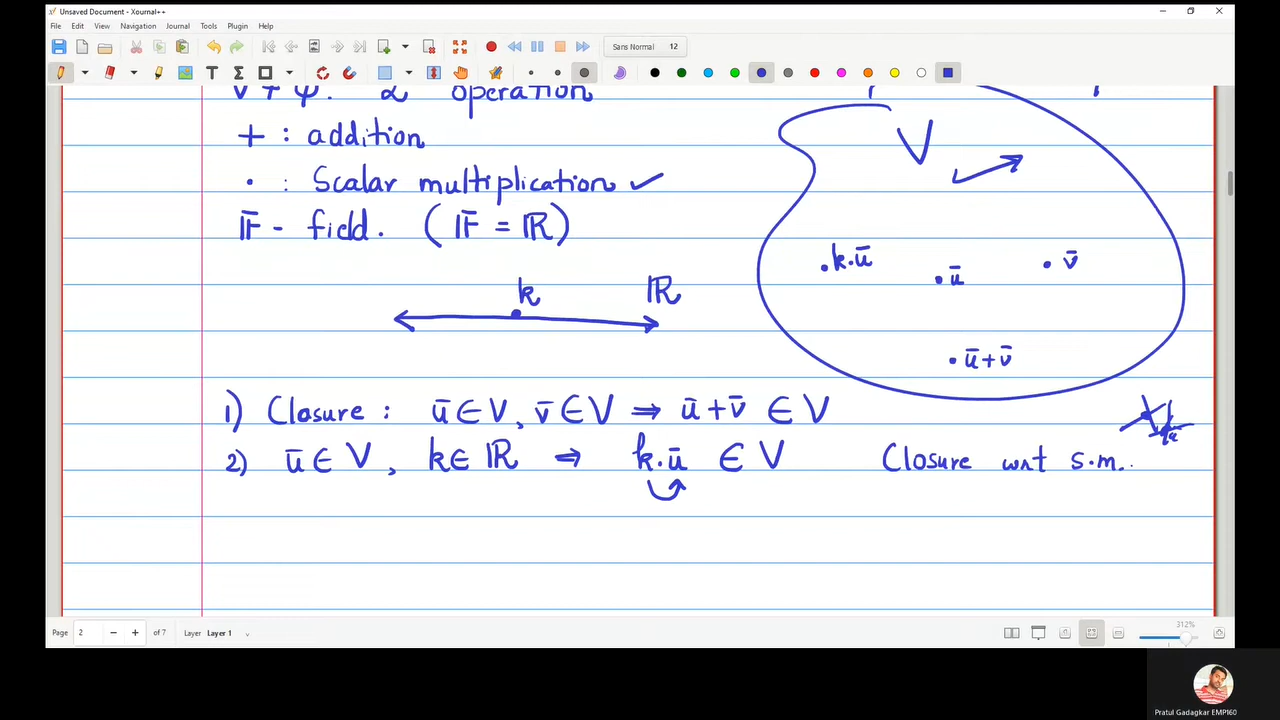 Unsaved Document - Xournal++
File Edit View Navigation Journal Tools Plugin Help
Sans Normal 12
operation
+ : addition
V
· : Scalar multiplication ✓
𝔽 - field. (𝔽 = ℝ)
k.ū
ū
v̄
k
ℝ
ū+v̄
1) Closure : ū ∈ V, v̄ ∈ V ⇒ ū+v̄ ∈ V
2) ū ∈ V, k ∈ ℝ ⇒ k.ū ∈ V Closure wrt s.m.
Page 2 of 7 Layer Layer 1
312%
Pratul Gadagkar EMP160